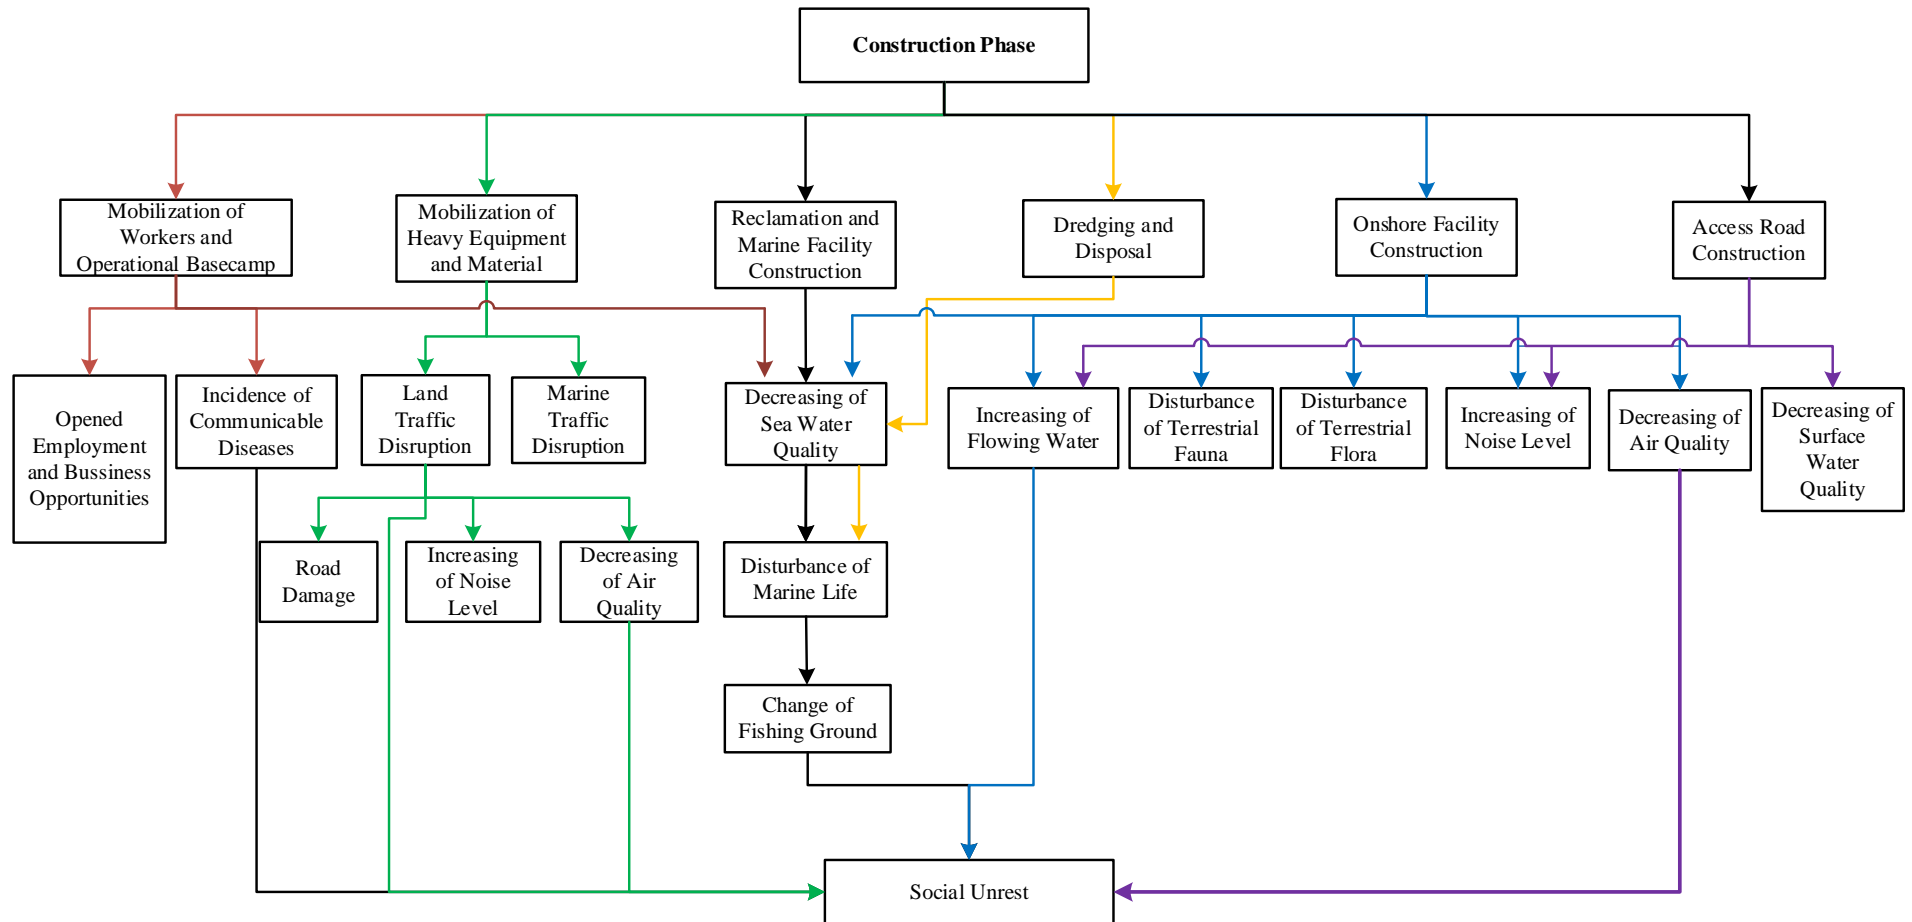 Construction Phase
Mobilization of
Workers and
Operational Basecamp
Mobilization of
Heavy Equipment
and Material
Reclamation and
Marine Facility
Construction
Dredging and
Disposal
Onshore Facility
Construction
Access Road
Construction
Opened
Employment
and Bussiness
Opportunities
Incidence of
Communicable
Diseases
Land
Traffic
Disruption
Marine
Traffic
Disruption
Decreasing of
Sea Water
Quality
Increasing of
Flowing Water
Disturbance
of Terrestrial
Fauna
Disturbance
of Terrestrial
Flora
Increasing of
Noise Level
Decreasing of
Air Quality
Decreasing of
Surface
Water
Quality
Road
Damage
Increasing
of Noise
Level
Decreasing
of Air
Quality
Disturbance of
Marine Life
Change of
Fishing Ground
Social Unrest